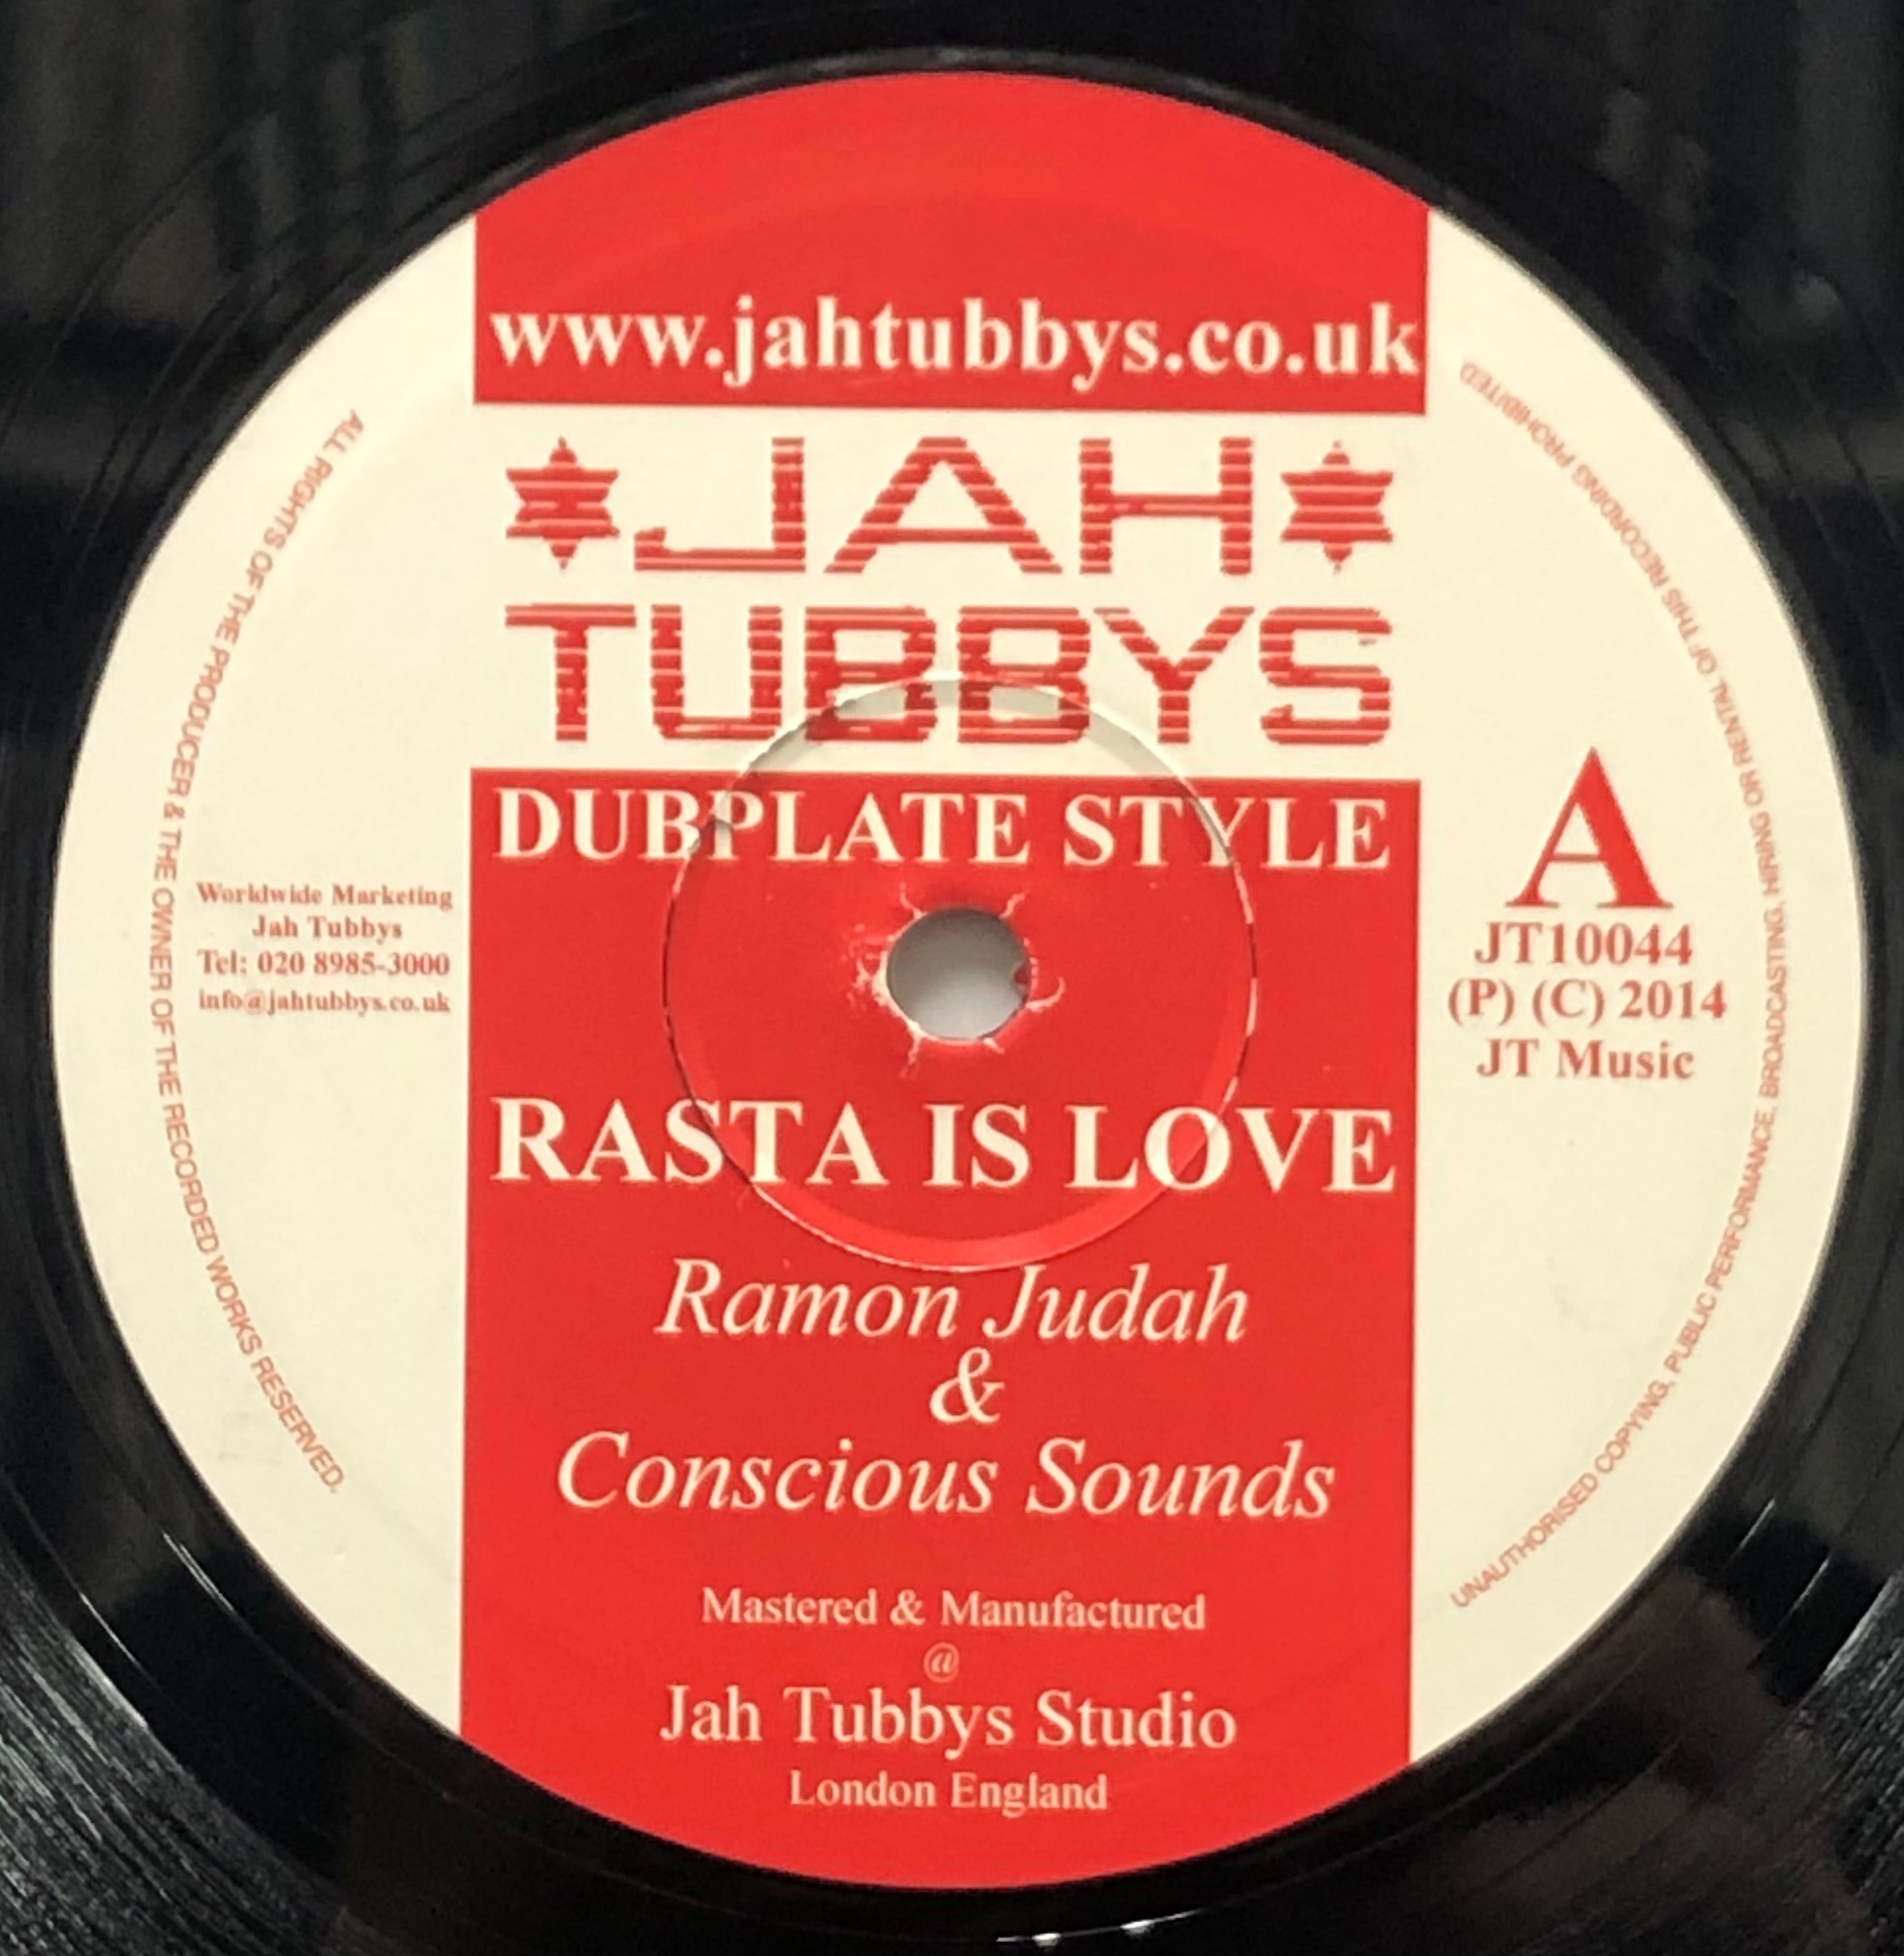 www.jahtubbys.co.uk
JAH
TUBBYS
DUBPLATE STYLE
Worldwide Marketing
Jah Tubbys
Tel: 020 8985-3000
info@jahtubbys.co.uk
A
JT10044
(P) (C) 2014
JT Music
RASTA IS LOVE
Ramon Judah
&
Conscious Sounds
Mastered & Manufactured
@
Jah Tubbys Studio
London England
ALL RIGHTS OF THE PRODUCER & THE OWNER OF THE RECORDED WORKS RESERVED.
UNAUTHORISED COPYING, PUBLIC PERFORMANCE, BROADCASTING, HIRING OR RENTAL OF THIS RECORDING PROHIBITED